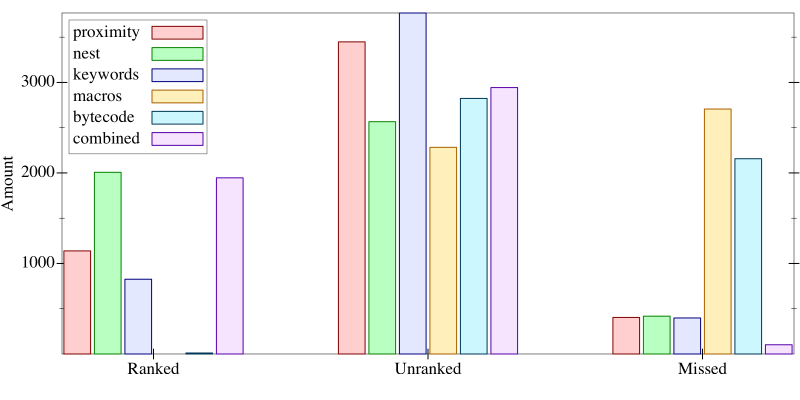 proximity
nest
keywords
macros
bytecode
combined
3000
2000
1000
Amount
Ranked
Unranked
Missed